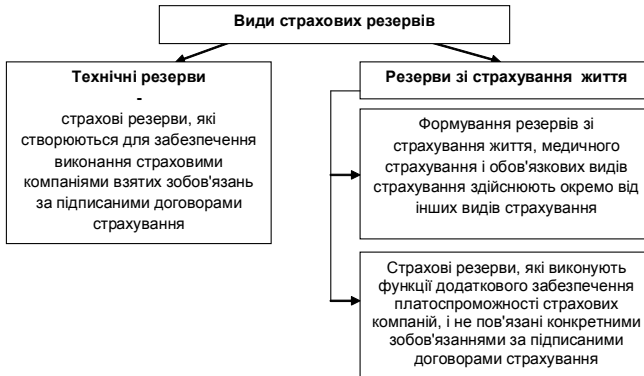 Види страхових резервів
Технічні резерви
-
страхові резерви, які
створюються для забезпечення
виконання страховими
компаніями взятих зобов'язань
за підписаними договорами
страхування
Резерви зі страхування життя
Формування резервів зі
страхування життя, медичного
страхування і обов'язкових видів
страхування здійснюють окремо від
інших видів страхування
Страхові резерви, які виконують
функції додаткового забезпечення
платоспроможності страхових
компаній, і не пов'язані конкретними
зобов'язаннями за підписаними
договорами страхування